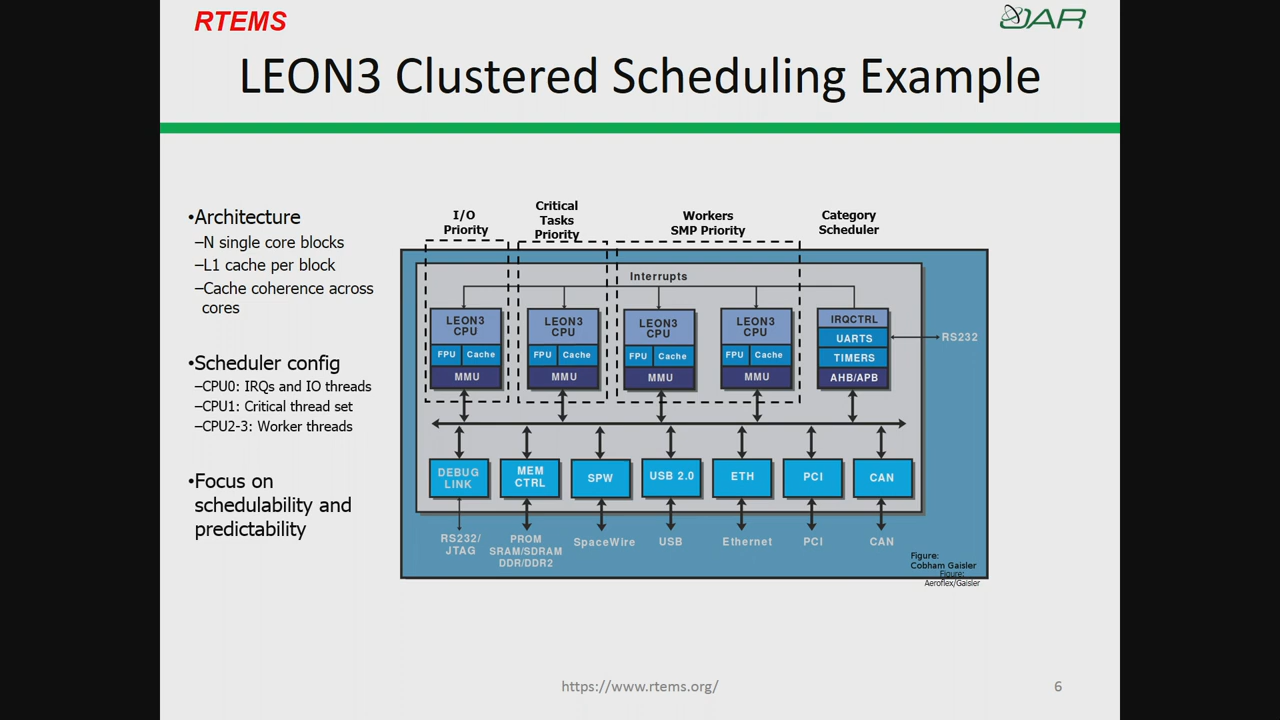 RTEMS
OAR
LEON3 Clustered Scheduling Example
•Architecture
–N single core blocks
–L1 cache per block
–Cache coherence across
cores
•Scheduler config
–CPU0: IRQs and IO threads
–CPU1: Critical thread set
–CPU2-3: Worker threads
•Focus on
schedulability and
predictability
I/O
Priority
Critical
Tasks
Priority
Workers
SMP Priority
Category
Scheduler
Interrupts
LEON3
CPU
FPU Cache
MMU
LEON3
CPU
FPU Cache
MMU
LEON3
CPU
FPU Cache
MMU
LEON3
CPU
FPU Cache
MMU
IRQCTRL
UARTS
TIMERS
AHB/APB
RS232
DEBUG
LINK
MEM
CTRL
SPW
USB 2.0
ETH
PCI
CAN
RS232/
JTAG
PROM
SRAM/SDRAM
DDR/DDR2
SpaceWire
USB
Ethernet
PCI
CAN
Figure:
Cobham Gaisler
Figure:
Aeroflex/Gaisler
https://www.rtems.org/
6